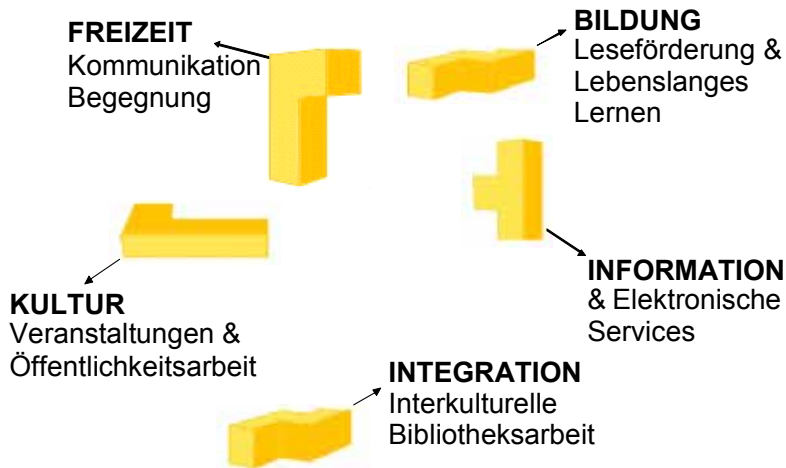 FREIZEIT
Kommunikation
Begegnung
BILDUNG
Leseförderung &
Lebenslanges
Lernen
KULTUR
Veranstaltungen &
Öffentlichkeitsarbeit
INFORMATION
& Elektronische
Services
INTEGRATION
Interkulturelle
Bibliotheksarbeit